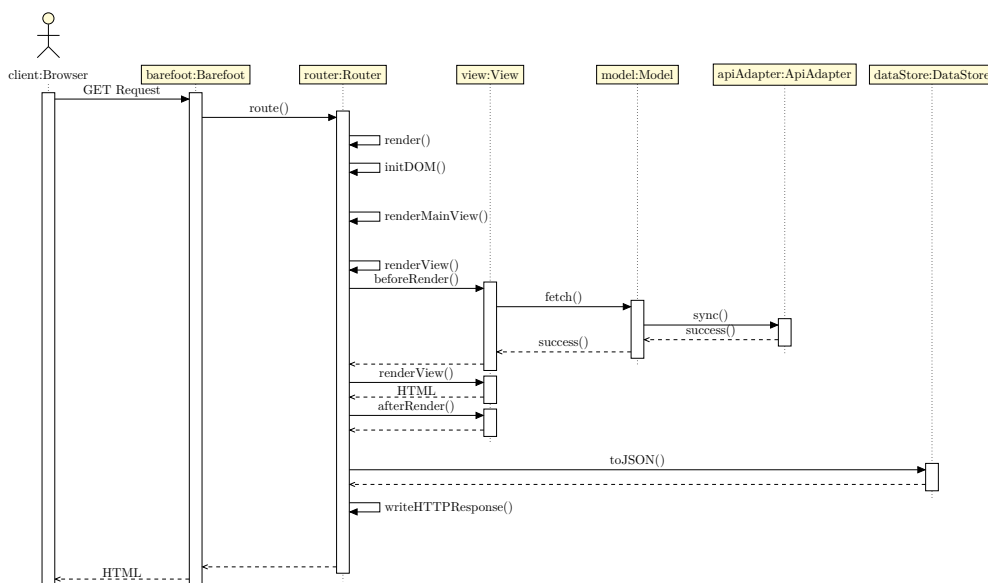 client:Browser
barefoot:Barefoot
router:Router
view:View
model:Model
apiAdapter:ApiAdapter
dataStore:DataStore
GET Request
route()
render()
initDOM()
renderMainView()
renderView()
beforeRender()
fetch()
sync()
success()
success()
renderView()
HTML
afterRender()
toJSON()
writeHTTPResponse()
HTML